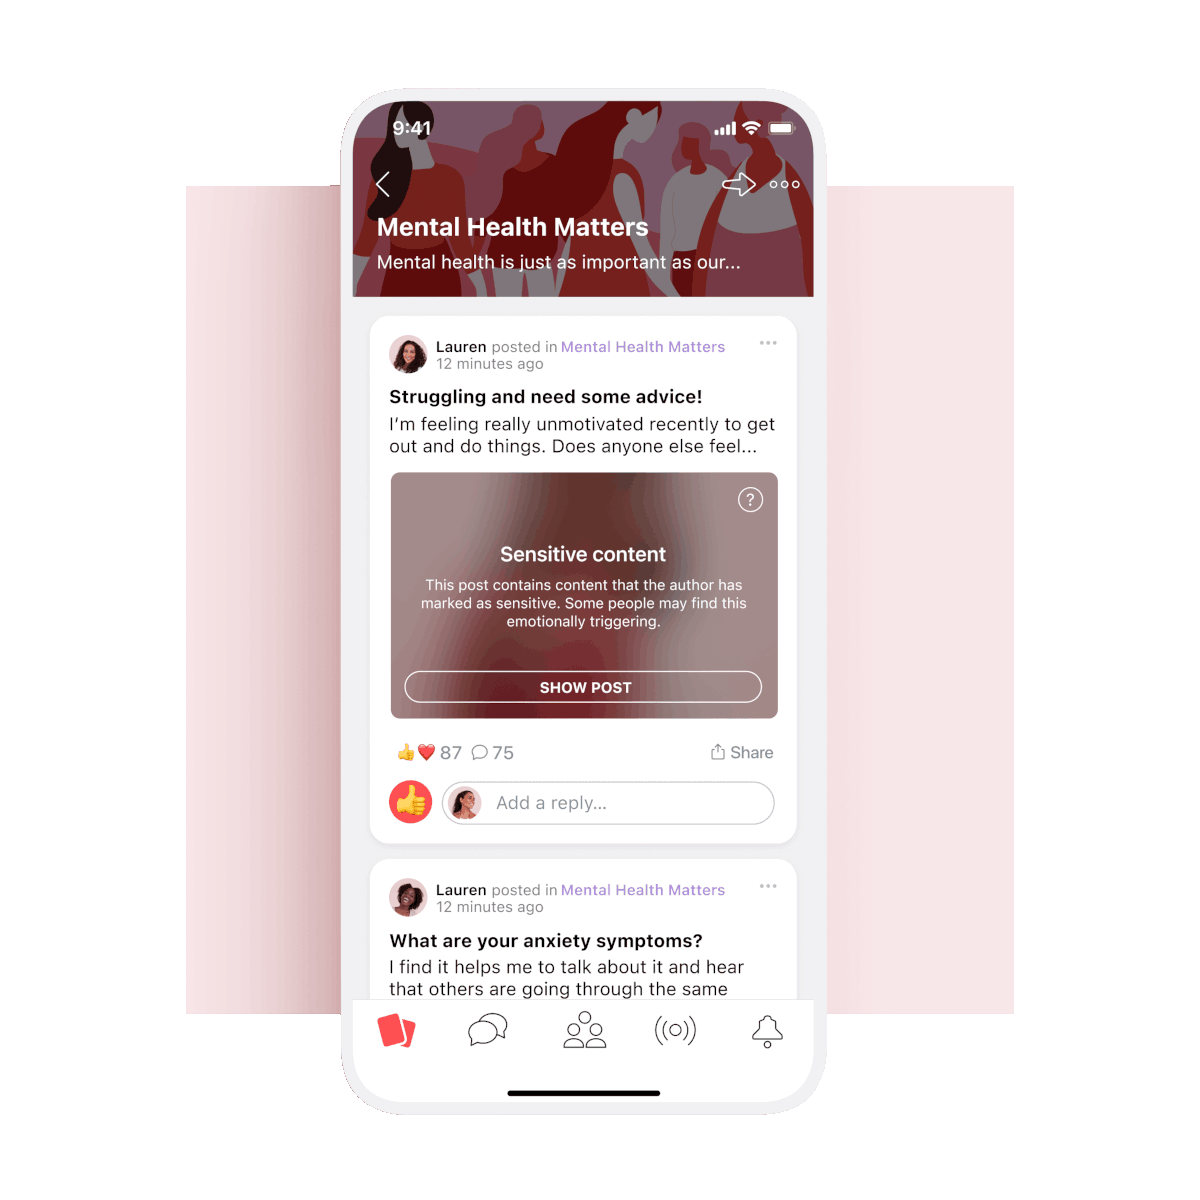 9:41
Mental Health Matters
Mental health is just as important as our...
Lauren posted in Mental Health Matters
12 minutes ago
Struggling and need some advice!
I’m feeling really unmotivated recently to get
out and do things. Does anyone else feel...
?
Sensitive content
This post contains content that the author has
marked as sensitive. Some people may find this
emotionally triggering.
SHOW POST
87 75 Share
Add a reply...
Lauren posted in Mental Health Matters
12 minutes ago
What are your anxiety symptoms?
I find it helps me to talk about it and hear
that others are going through the same